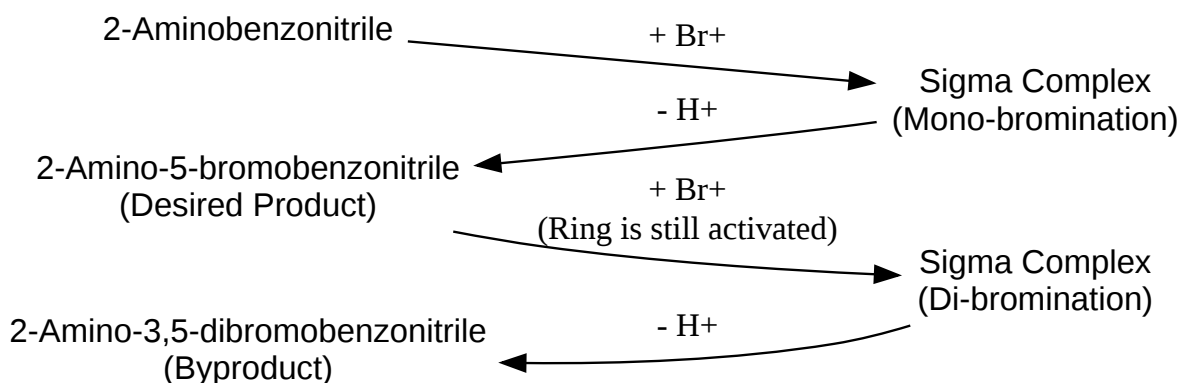 2-Aminobenzonitrile
+ Br+
Sigma Complex
(Mono-bromination)
- H+
2-Amino-5-bromobenzonitrile
(Desired Product)
+ Br+
(Ring is still activated)
Sigma Complex
(Di-bromination)
- H+
2-Amino-3,5-dibromobenzonitrile
(Byproduct)